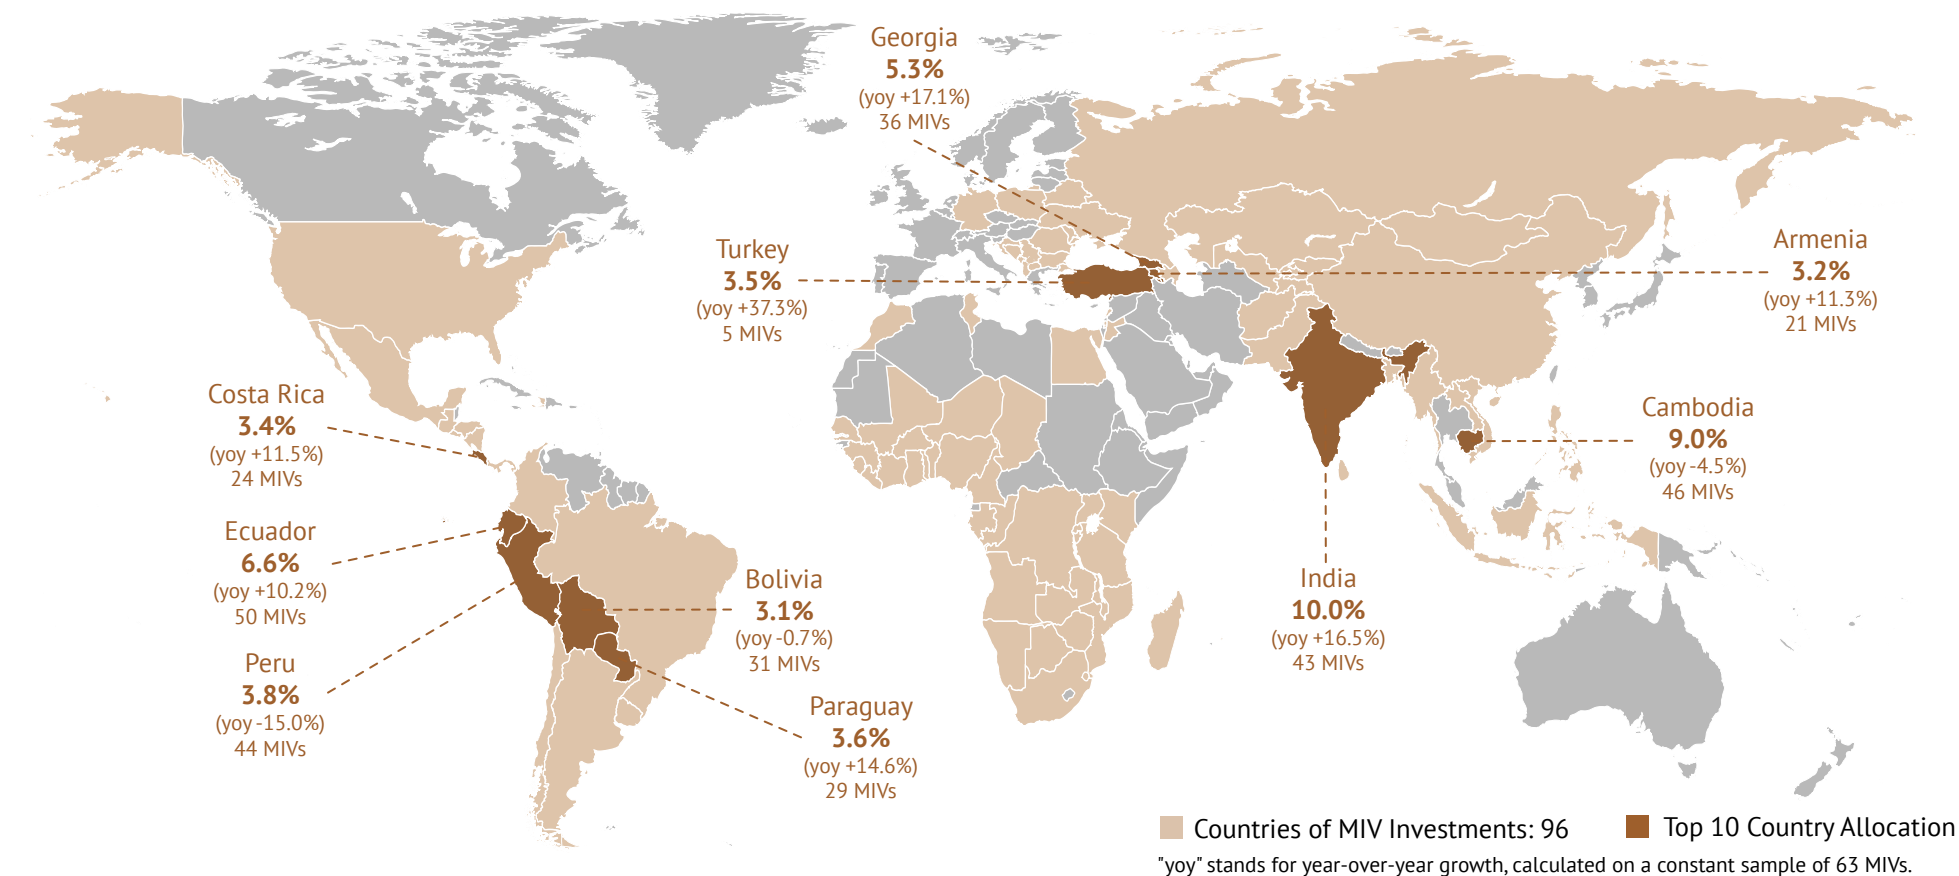 Georgia
5.3%
(yoy +17.1%)
36 MIVs
Turkey
3.5%
(yoy +37.3%)
5 MIVs
Armenia
3.2%
(yoy +11.3%)
21 MIVs
Costa Rica
3.4%
(yoy +11.5%)
24 MIVs
Cambodia
9.0%
(yoy -4.5%)
46 MIVs
Ecuador
6.6%
(yoy +10.2%)
50 MIVs
Bolivia
3.1%
(yoy -0.7%)
31 MIVs
India
10.0%
(yoy +16.5%)
43 MIVs
Peru
3.8%
(yoy -15.0%)
44 MIVs
Paraguay
3.6%
(yoy +14.6%)
29 MIVs
Countries of MIV Investments: 96
Top 10 Country Allocation
"yoy" stands for year-over-year growth, calculated on a constant sample of 63 MIVs.